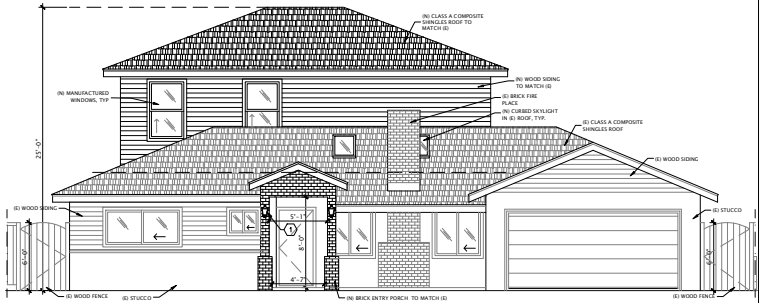 (N) CLASS A COMPOSITE
SHINGLES ROOF TO
MATCH (E)
(N) WOOD SIDING
TO MATCH (E)
(N) MANUFACTURED
WINDOWS, TYP
(E) BRICK FIRE
PLACE
(N) CURBED SKYLIGHT
IN (E) ROOF, TYP.
(E) CLASS A COMPOSITE
SHINGLES ROOF
25'-0"
(E) WOOD SIDING
(E) WOOD SIDING
(E) STUCCO
5'-1"
1
8'-0"
6'-0"
6'-0"
4'-7"
(E) WOOD FENCE
(E) STUCCO
(N) BRICK ENTRY PORCH TO MATCH (E)
(E) WOOD FENCE